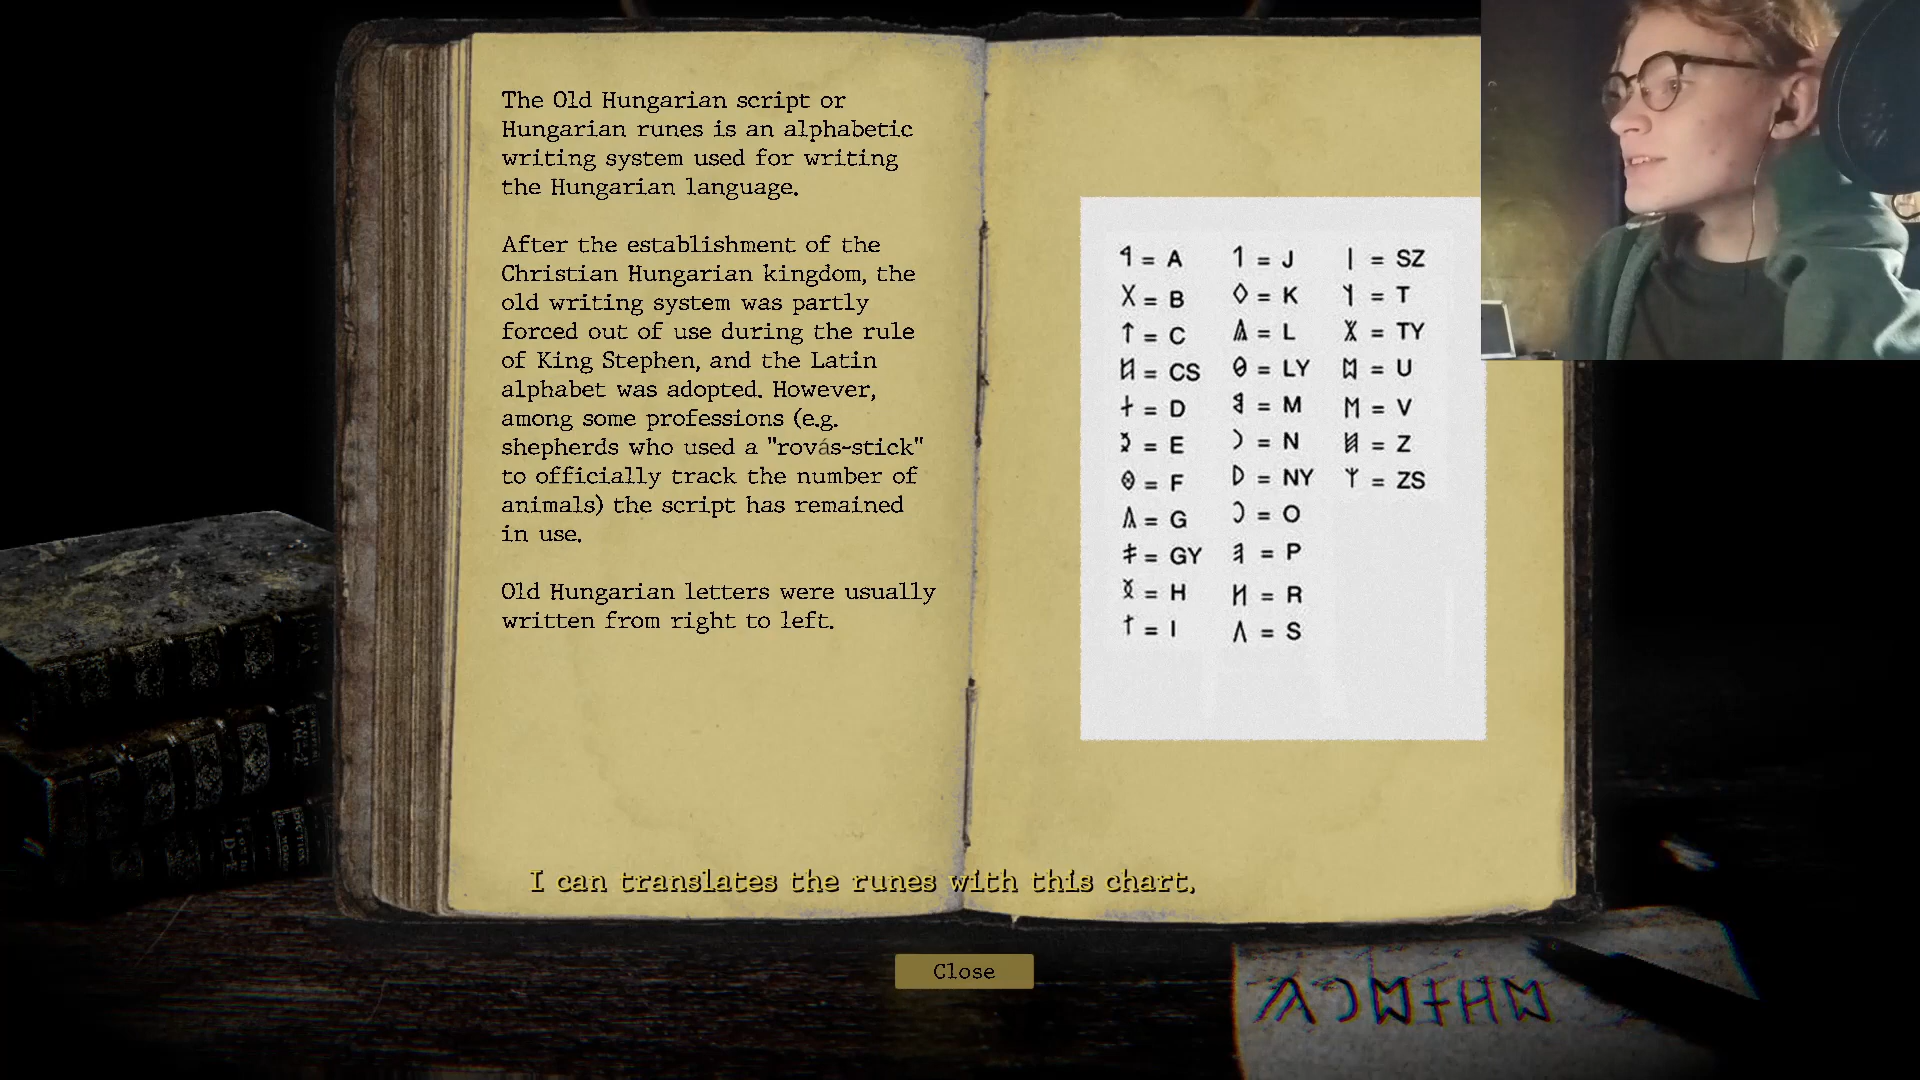 The Old Hungarian script or
Hungarian runes is an alphabetic
writing system used for writing
the Hungarian language.
After the establishment of the
Christian Hungarian kingdom, the
old writing system was partly
forced out of use during the rule
of King Stephen, and the Latin
alphabet was adopted. However,
among some professions (e.g.
shepherds who used a "rovás-stick"
to officially track the number of
animals) the script has remained
in use.
Old Hungarian letters were usually
written from right to left.
= A = J = SZ
= B = K = T
= C = L = TY
= CS = LY = U
= D = M = V
= E = N = Z
= F = NY = ZS
= G = O
= GY = P
= H = R
= I = S
I can translates the runes with this chart.
Close